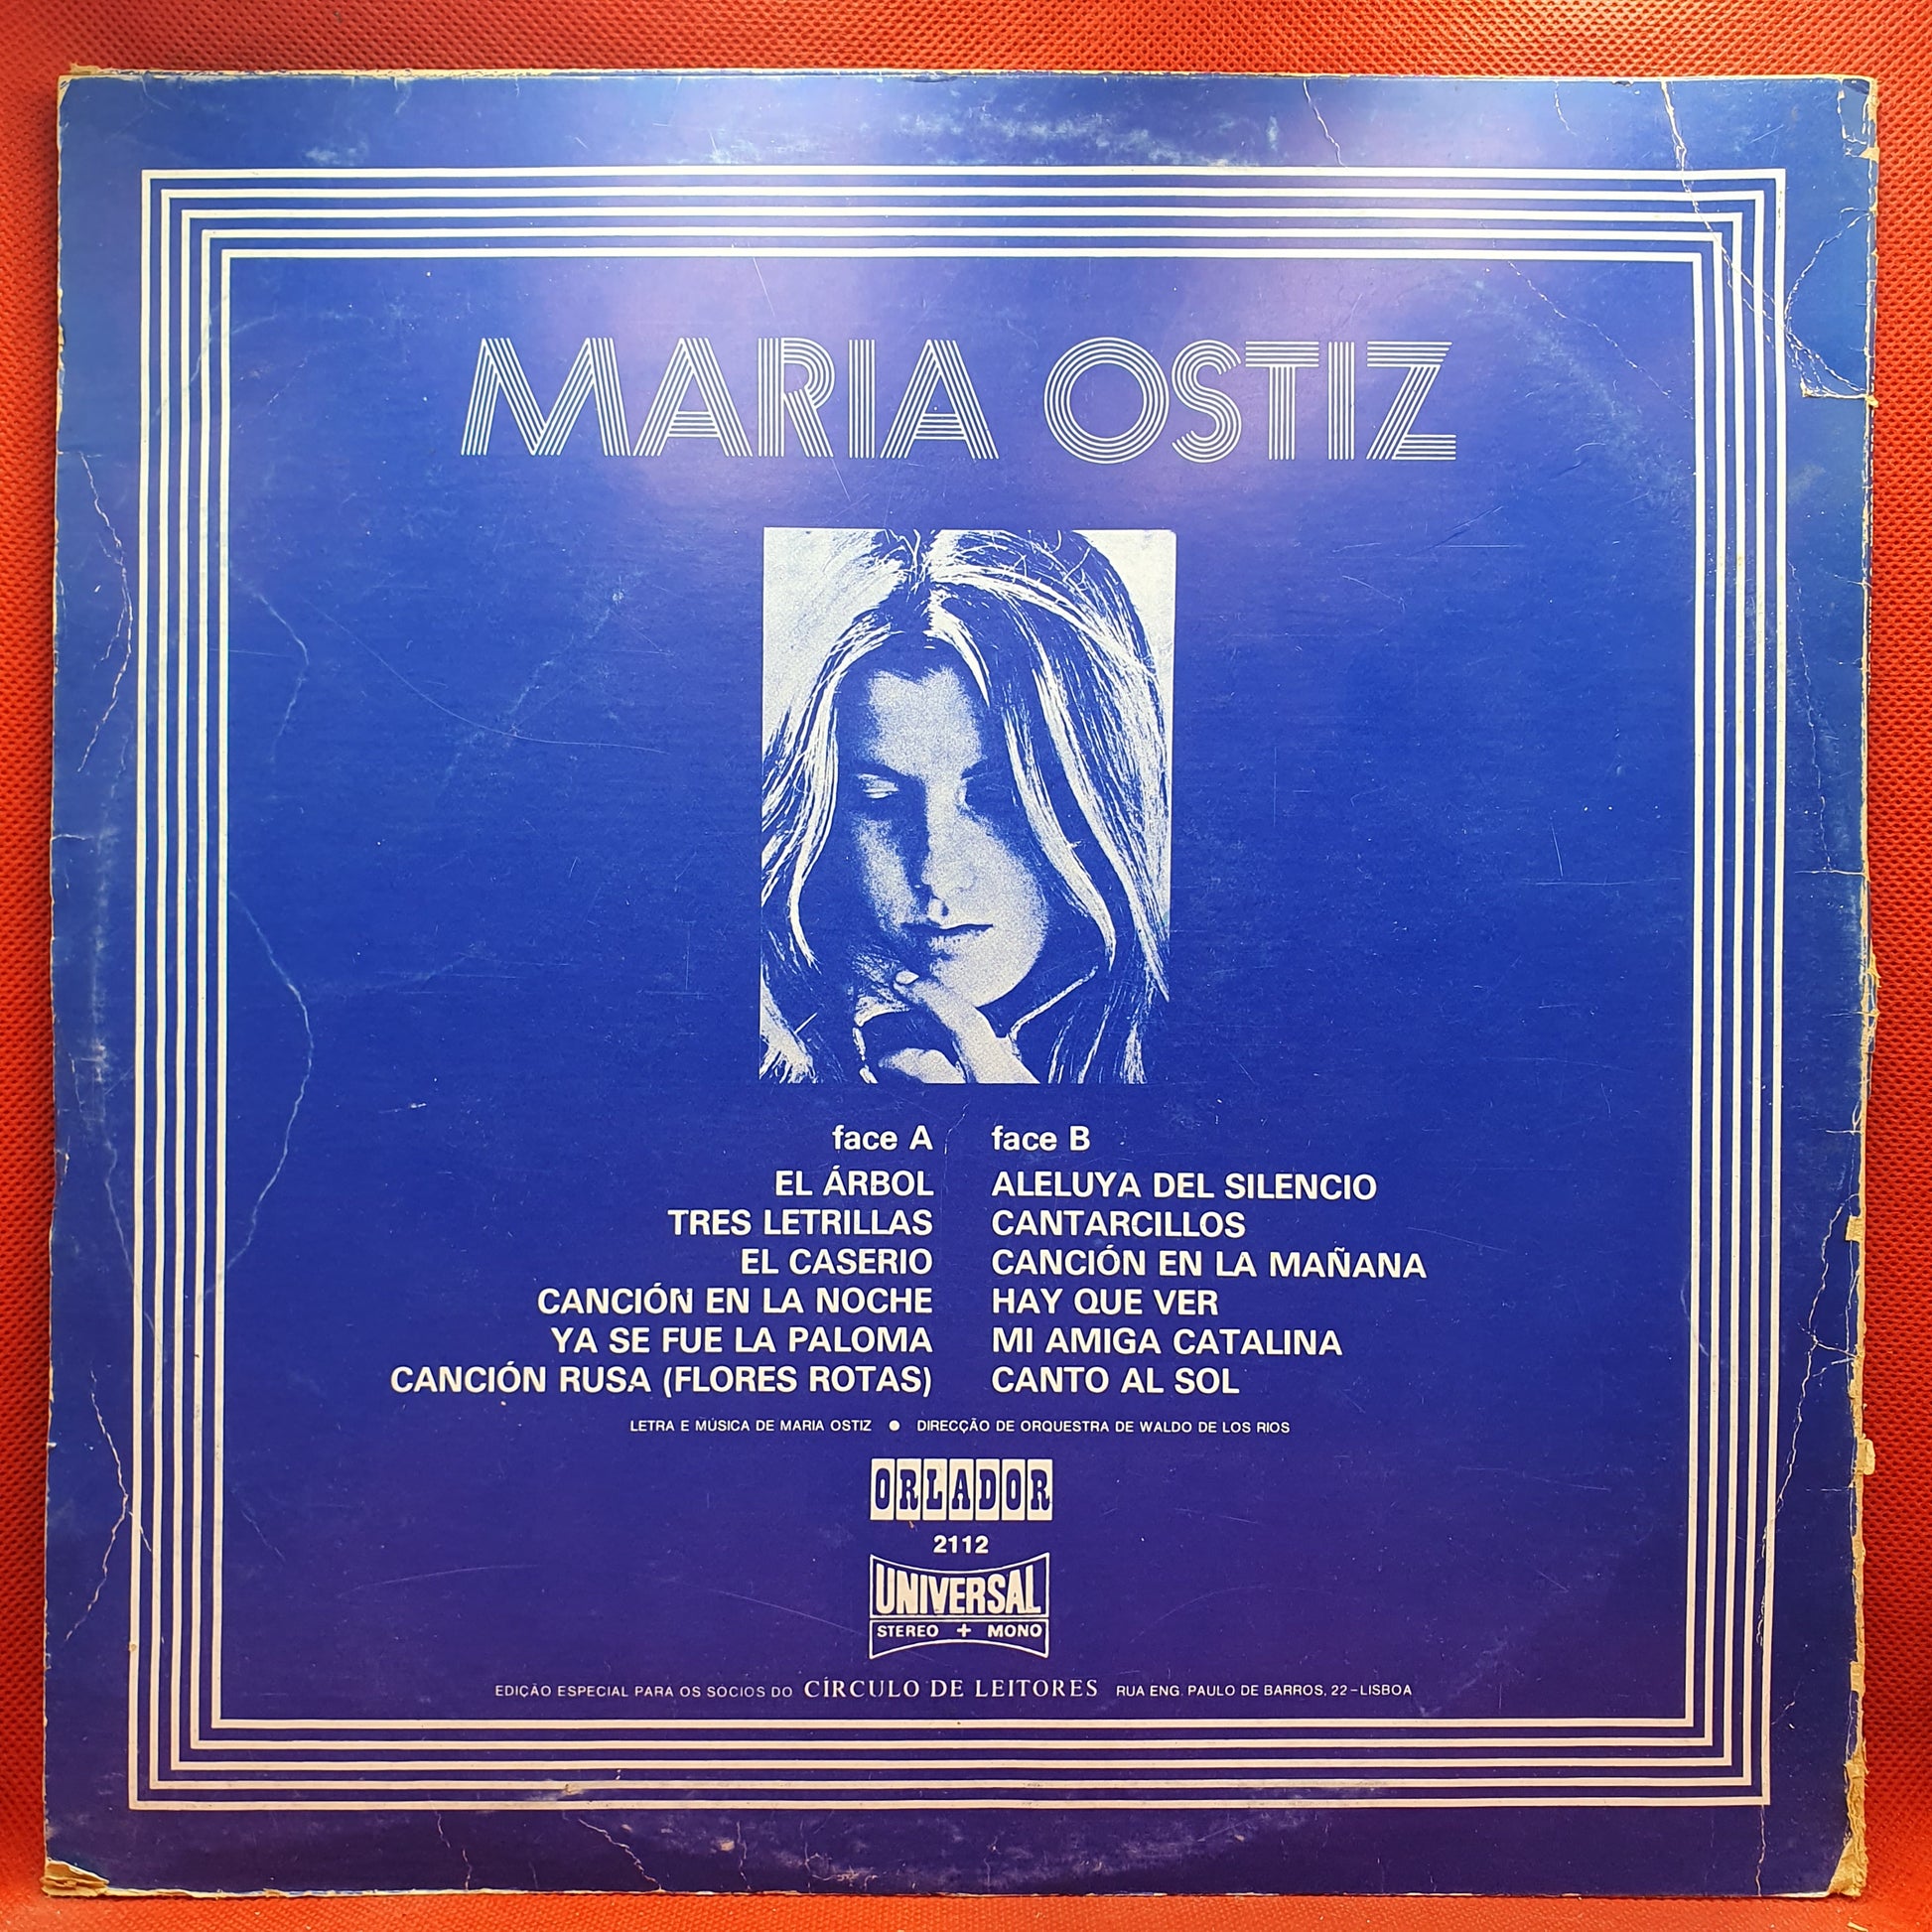 MARIA OSTIZ
face A
EL ÁRBOL
TRES LETRILLAS
EL CASERIO
CANCIÓN EN LA NOCHE
YA SE FUE LA PALOMA
CANCIÓN RUSA (FLORES ROTAS)
face B
ALELUYA DEL SILENCIO
CANTARCILLOS
CANCIÓN EN LA MAÑANA
HAY QUE VER
MI AMIGA CATALINA
CANTO AL SOL
LETRA E MÚSICA DE MARIA OSTIZ ● DIRECÇÃO DE ORQUESTRA DE WALDO DE LOS RIOS
ORLADOR
2112
UNIVERSAL
STEREO + MONO
EDIÇÃO ESPECIAL PARA OS SOCIOS DO CÍRCULO DE LEITORES RUA ENG. PAULO DE BARROS, 22 - LISBOA